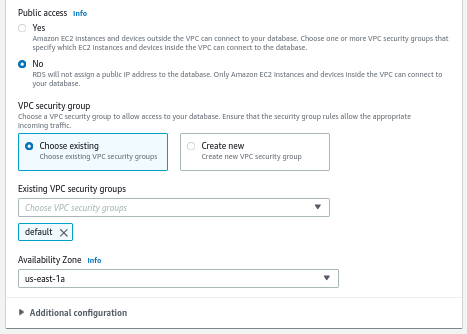 Public access Info
Yes
Amazon EC2 instances and devices outside the VPC can connect to your database. Choose one or more VPC security groups that
specify which EC2 instances and devices inside the VPC can connect to the database.
No
RDS will not assign a public IP address to the database. Only Amazon EC2 instances and devices inside the VPC can connect to
your database.
VPC security group
Choose a VPC security group to allow access to your database. Ensure that the security group rules allow the appropriate
incoming traffic.
Choose existing
Choose existing VPC security groups
Create new
Create new VPC security group
Existing VPC security groups
Choose VPC security groups
default
Availability Zone Info
us-east-1a
Additional configuration